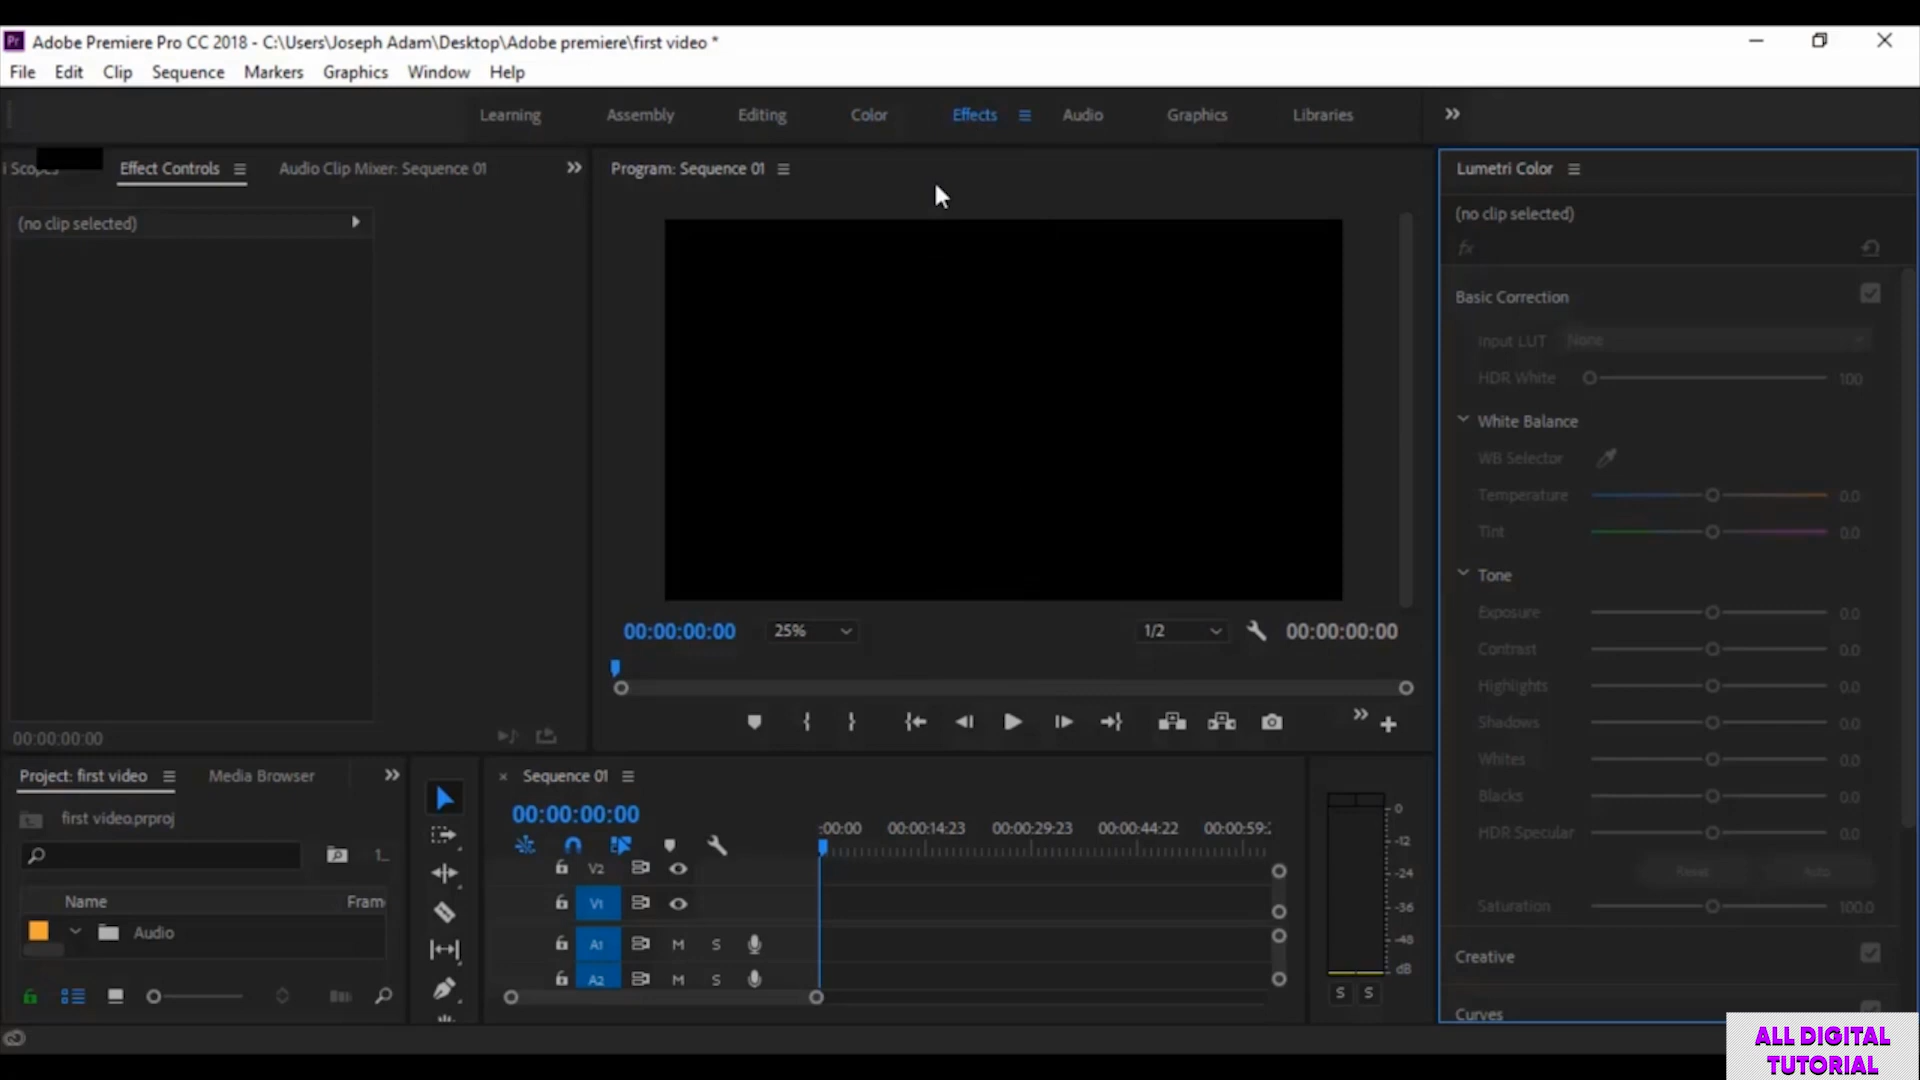 Pr Adobe Premiere Pro CC 2018 - C:\Users\Joseph Adam\Desktop\Adobe premiere\first video *
File Edit Clip Sequence Markers Graphics Window Help
Learning Assembly Editing Color Effects Audio Graphics Libraries
Effect Controls Audio Clip Mixer: Sequence 01
(no clip selected)
00:00:00:00
Program: Sequence 01
00:00:00:00 25% 1/2 00:00:00:00
Lumetri Color
(no clip selected)
fx
Basic Correction
Input LUT None
HDR White 100
White Balance
WB Selector
Temperature 0.0
Tint 0.0
Tone
Exposure 0.0
Contrast 0.0
Highlights 0.0
Shadows 0.0
Whites 0.0
Blacks 0.0
HDR Specular 0.0
Reset Auto
Saturation 100.0
Creative
Curves
Project: first video Media Browser
first video.prproj
1...
Name Fram
Audio
Sequence 01
00:00:00:00
:00:00 00:00:14:23 00:00:29:23 00:00:44:22 00:00:59:
V2
V1
A1 M S
A2 M S
0
-12
-24
-36
-48
dB
S S
ALL DIGITAL
TUTORIAL